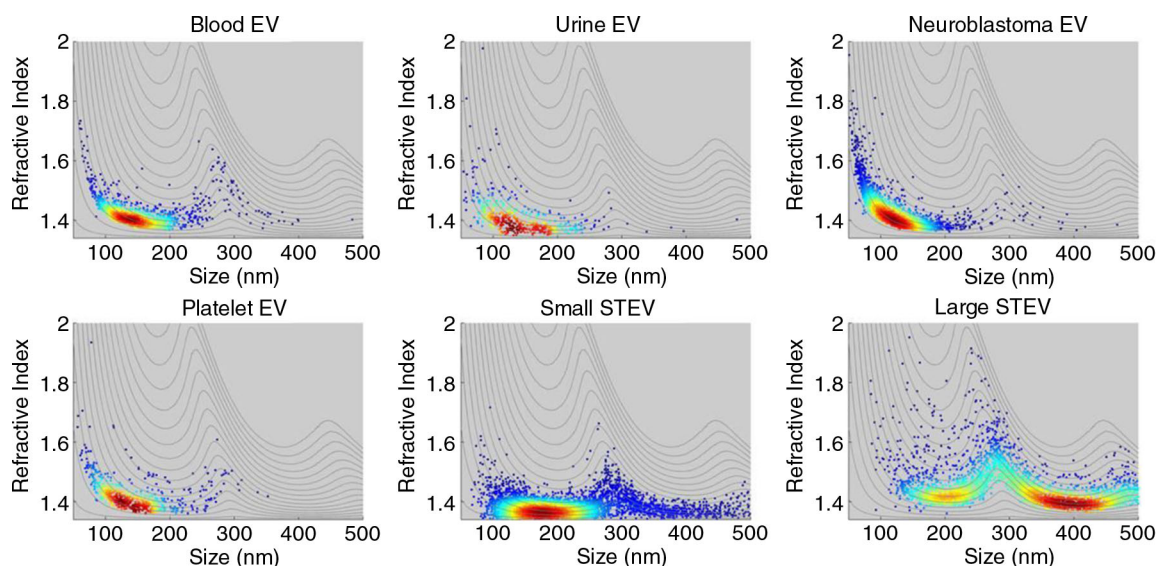 Blood EV
Urine EV
Neuroblastoma EV
Refractive Index
2
1.8
1.6
1.4
100 200 300 400 500
Size (nm)
Refractive Index
2
1.8
1.6
1.4
100 200 300 400 500
Size (nm)
Refractive Index
2
1.8
1.6
1.4
100 200 300 400 500
Size (nm)
Platelet EV
Small STEV
Large STEV
Refractive Index
2
1.8
1.6
1.4
100 200 300 400 500
Size (nm)
Refractive Index
2
1.8
1.6
1.4
100 200 300 400 500
Size (nm)
Refractive Index
2
1.8
1.6
1.4
100 200 300 400 500
Size (nm)